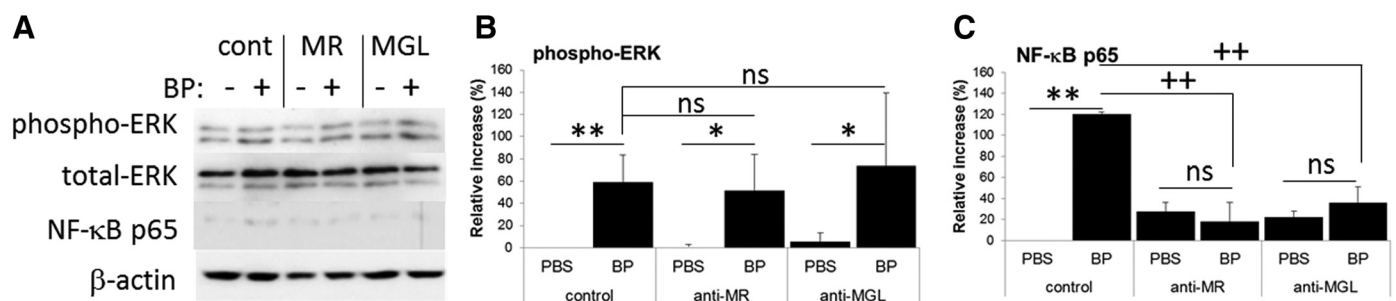 A
cont MR MGL
BP: - + - + - +
phospho-ERK
total-ERK
NF-κB p65
β-actin
B
phospho-ERK
Relative increase (%)
160
140
120
100
80
60
40
20
0
**
ns
ns
*
*
PBS BP PBS BP PBS BP
control anti-MR anti-MGL
C
NF-κB p65
Relative increase (%)
160
140
120
100
80
60
40
20
0
**
++
++
ns
ns
PBS BP PBS BP PBS BP
control anti-MR anti-MGL